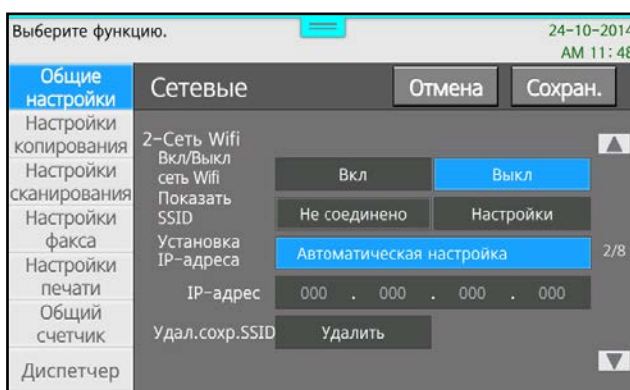 Выберите функцию.
24-10-2014
AM 11:48
Общие
настройки
Настройки
копирования
Настройки
сканирования
Настройки
факса
Настройки
печати
Общий
счетчик
Диспетчер
Сетевые
Отмена
Сохран.
2-Сеть Wifi
Вкл/Выкл
сеть Wifi
Вкл
Выкл
Показать
SSID
Не соединено
Настройки
Установка
IP-адреса
Автоматическая настройка
2/8
IP-адрес
000 . 000 . 000 . 000
Удал.сохр.SSID
Удалить